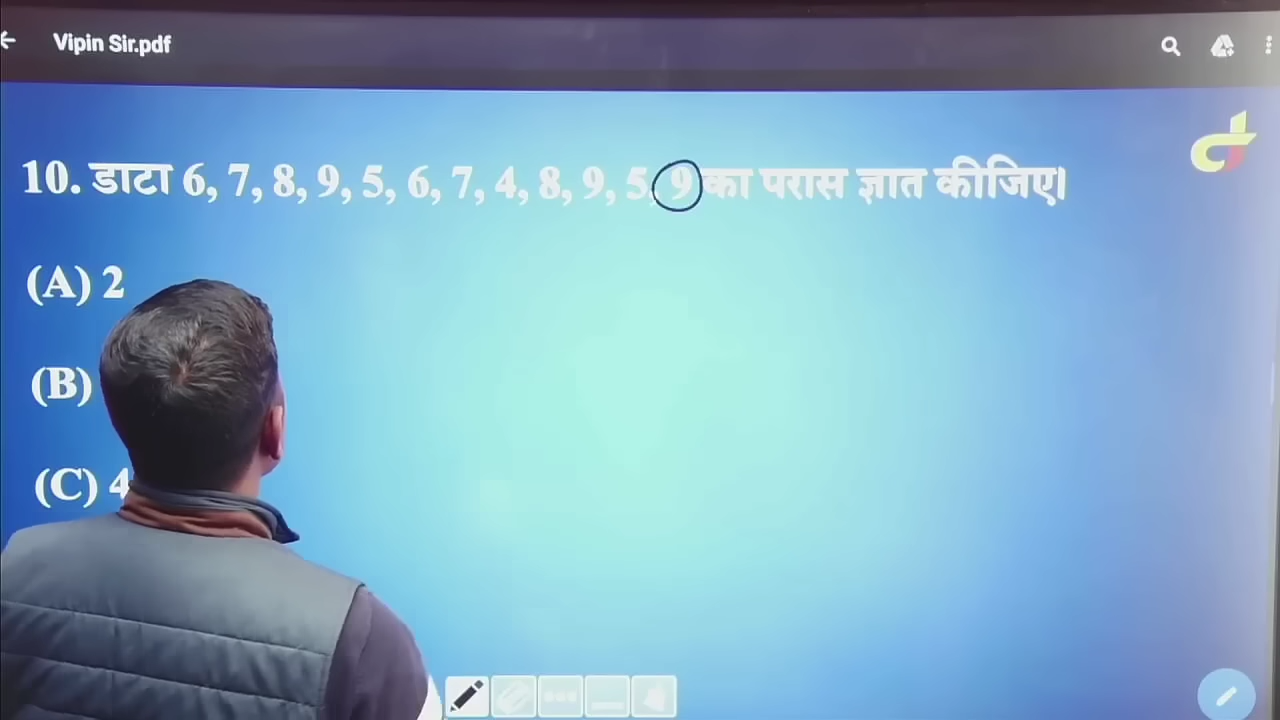 Vipin Sir.pdf
10. डाटा 6, 7, 8, 9, 5, 6, 7, 4, 8, 9, 5, 9 का परास ज्ञात कीजिए।
(A) 2
(B)
(C) 4